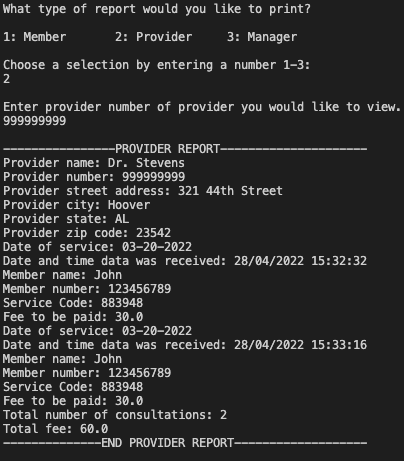 What type of report would you like to print?
1: Member 2: Provider 3: Manager
Choose a selection by entering a number 1-3:
2
Enter provider number of provider you would like to view.
999999999
----------------PROVIDER REPORT---------------------
Provider name: Dr. Stevens
Provider number: 999999999
Provider street address: 321 44th Street
Provider city: Hoover
Provider state: AL
Provider zip code: 23542
Date of service: 03-20-2022
Date and time data was received: 28/04/2022 15:32:32
Member name: John
Member number: 123456789
Service Code: 883948
Fee to be paid: 30.0
Date of service: 03-20-2022
Date and time data was received: 28/04/2022 15:33:16
Member name: John
Member number: 123456789
Service Code: 883948
Fee to be paid: 30.0
Total number of consultations: 2
Total fee: 60.0
--------------END PROVIDER REPORT-------------------